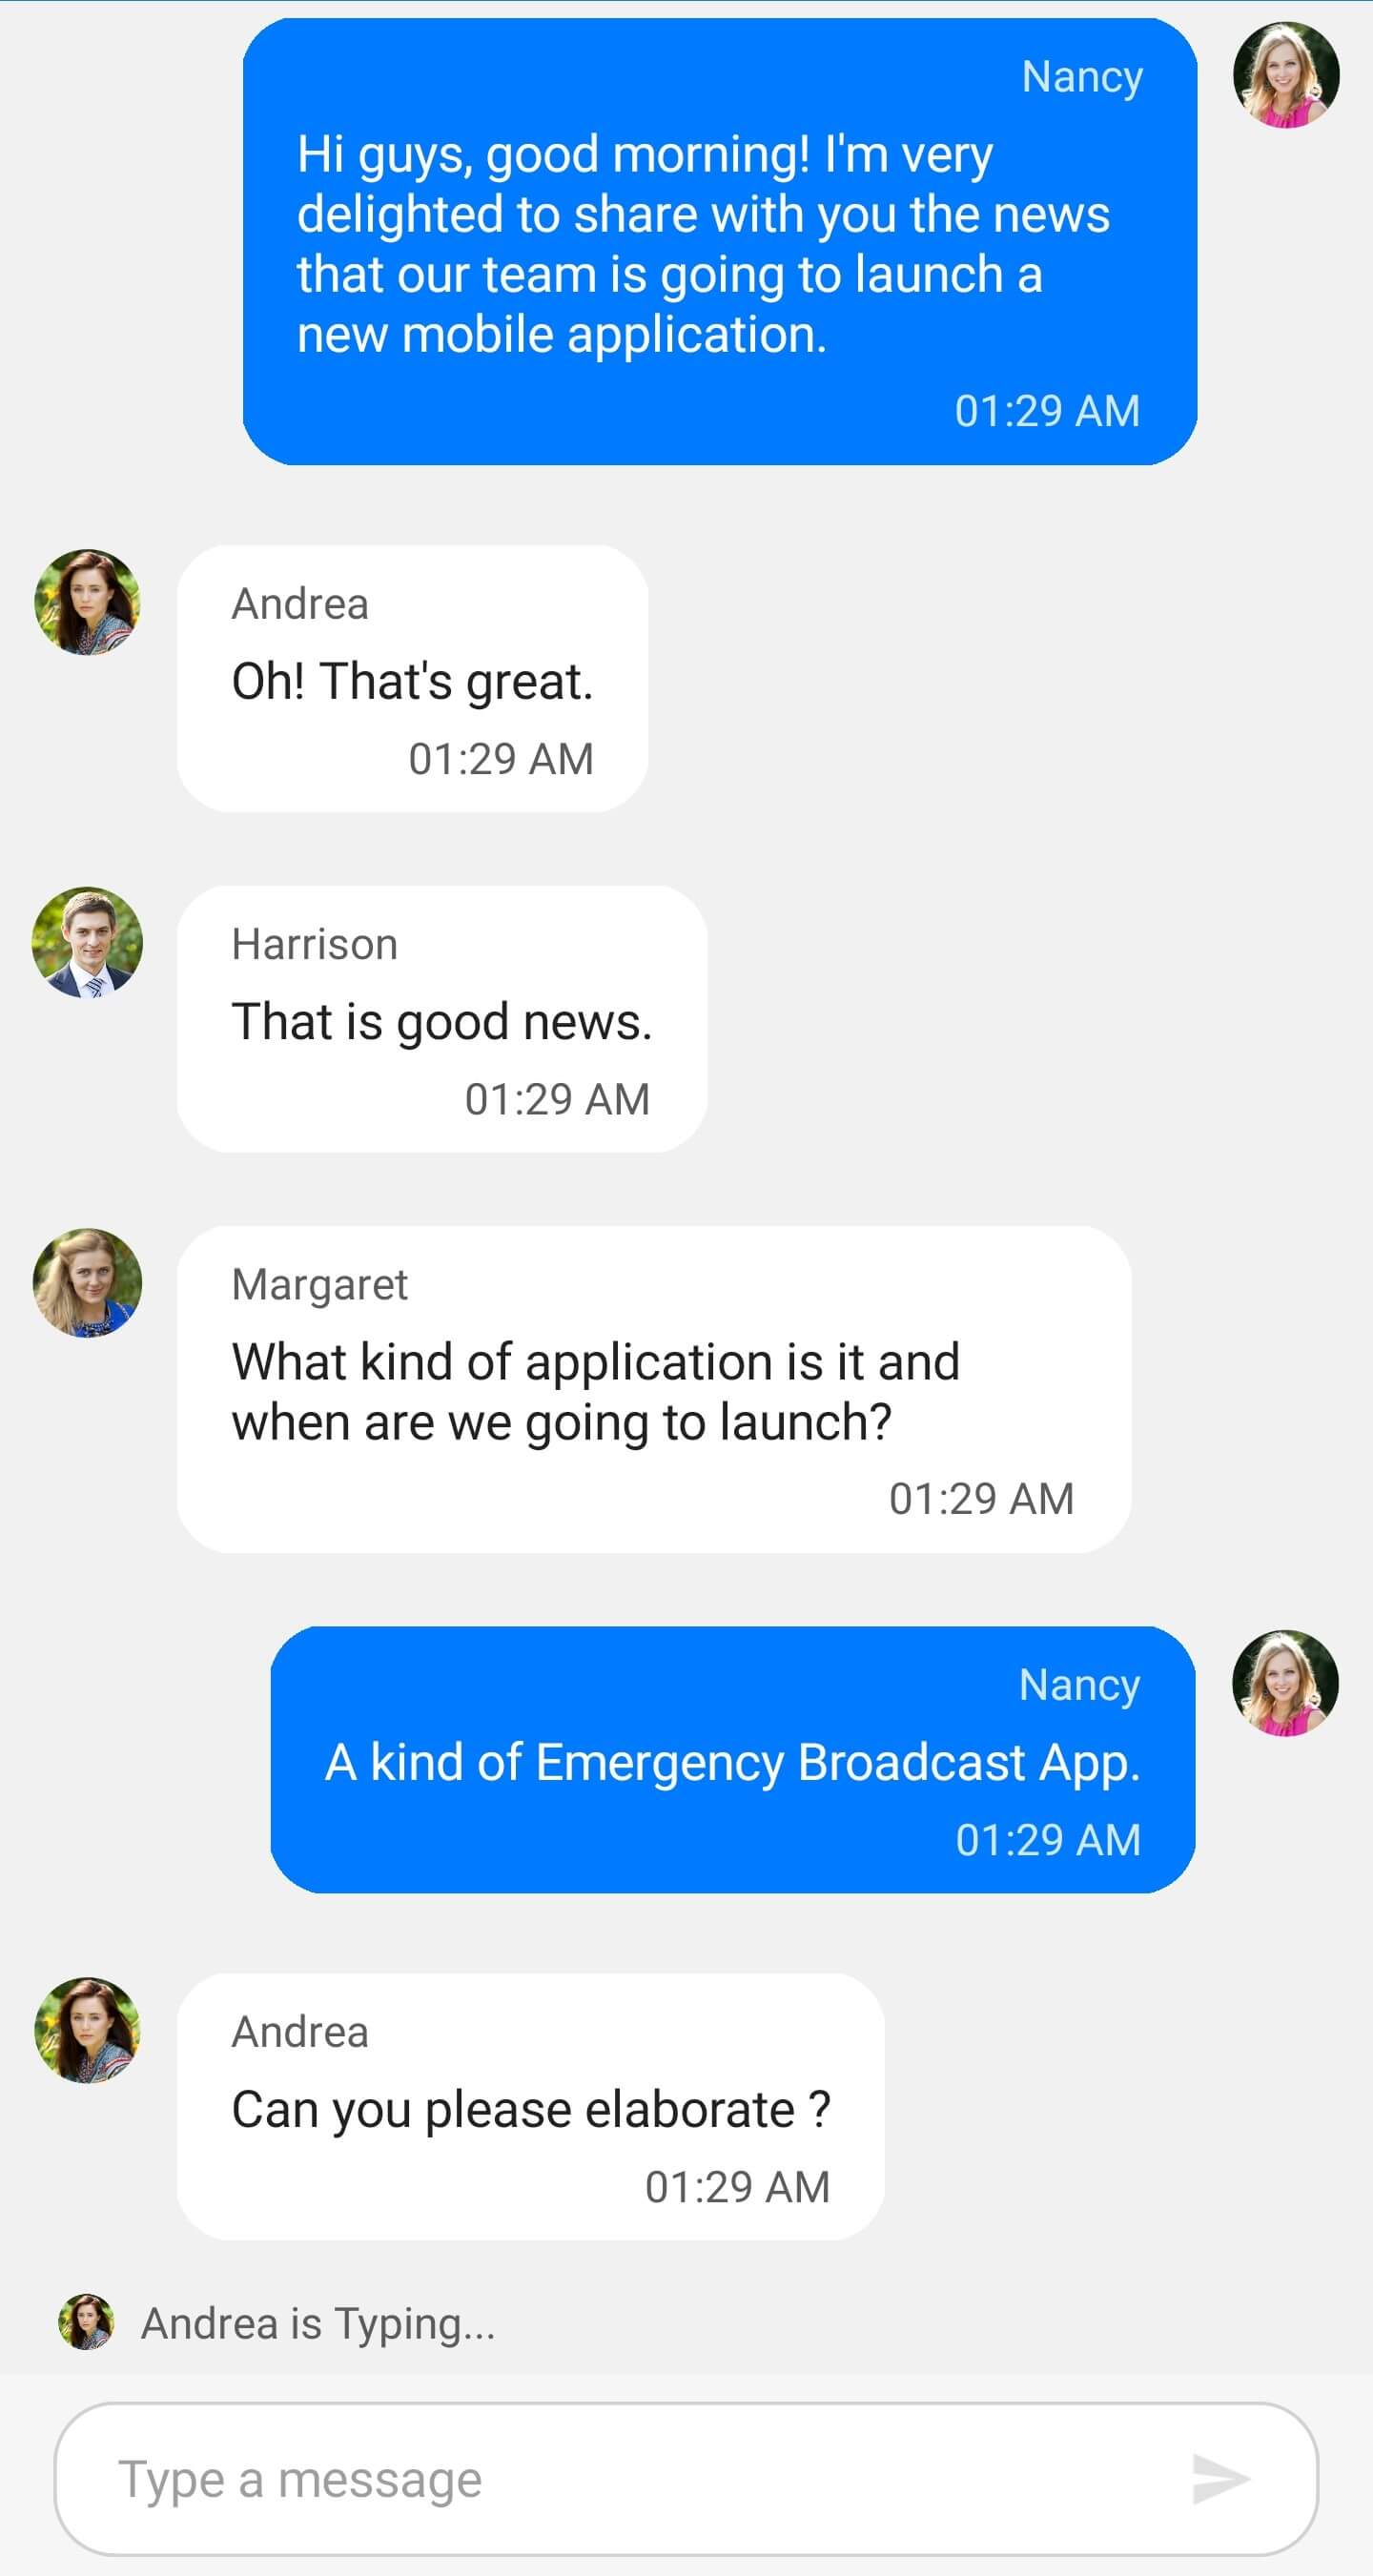 Nancy
Hi guys, good morning! I'm very
delighted to share with you the news
that our team is going to launch a
new mobile application.
01:29 AM
Andrea
Oh! That's great.
01:29 AM
Harrison
That is good news.
01:29 AM
Margaret
What kind of application is it and
when are we going to launch?
01:29 AM
Nancy
A kind of Emergency Broadcast App.
01:29 AM
Andrea
Can you please elaborate ?
01:29 AM
Andrea is Typing...
Type a message